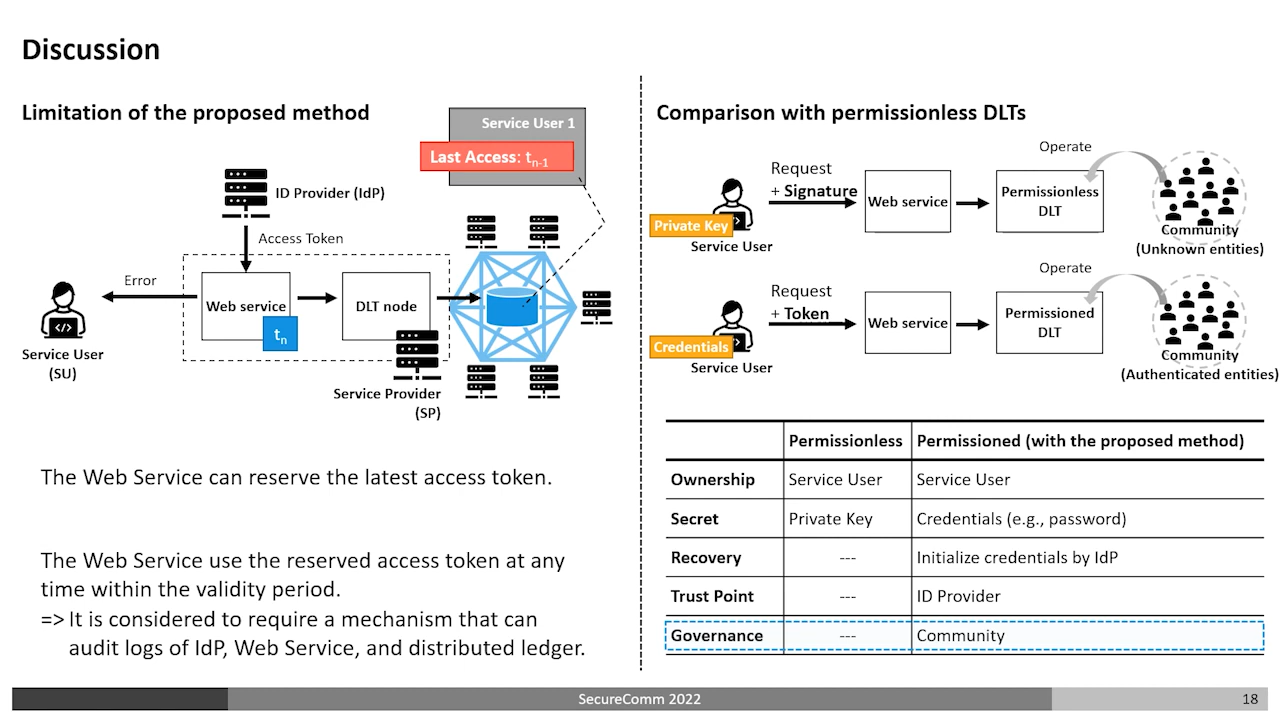 Discussion
Limitation of the proposed method
Service User 1
Last Access: tn-1
ID Provider (IdP)
Access Token
Error
Web service
tn
DLT node
Service User
(SU)
Service Provider
(SP)
The Web Service can reserve the latest access token.
The Web Service use the reserved access token at any
time within the validity period.
=> It is considered to require a mechanism that can
audit logs of IdP, Web Service, and distributed ledger.
Comparison with permissionless DLTs
Request
+ Signature
Private Key
Service User
Web service
Permissionless
DLT
Operate
Community
(Unknown entities)
Request
+ Token
Credentials
Service User
Web service
Permissioned
DLT
Operate
Community
(Authenticated entities)
Permissionless Permissioned (with the proposed method)
Ownership Service User Service User
Secret Private Key Credentials (e.g., password)
Recovery --- Initialize credentials by IdP
Trust Point --- ID Provider
Governance --- Community
SecureComm 2022
18